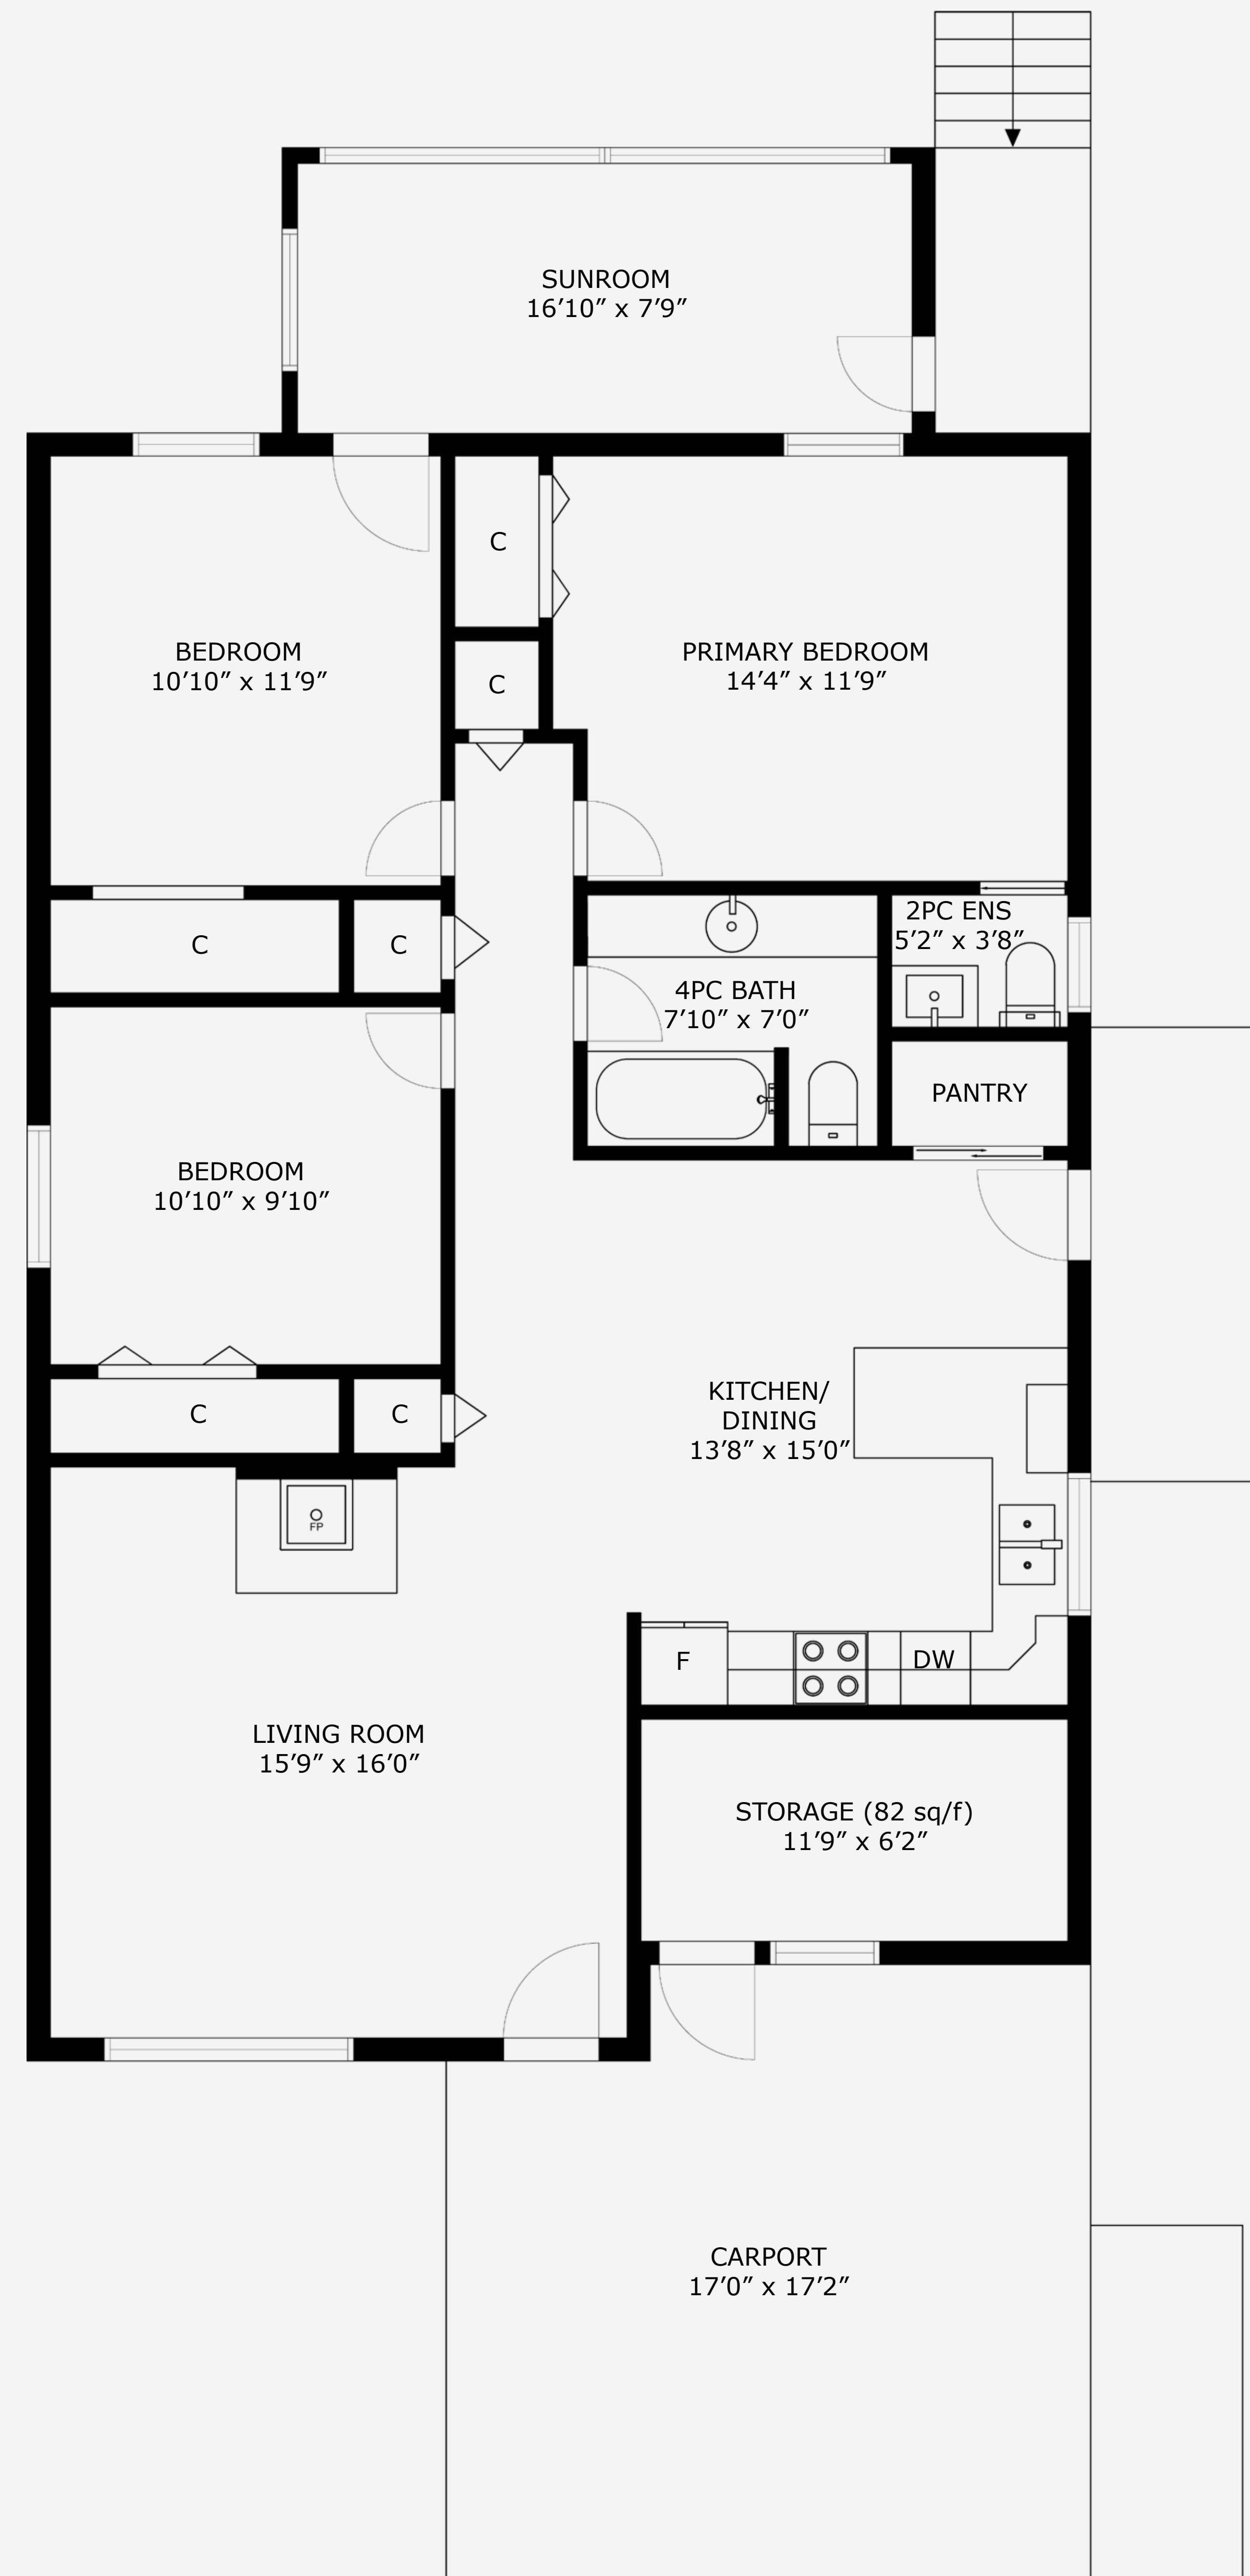 SUNROOM
16’10” x 7’9”
C
BEDROOM
10’10” x 11’9”
C
PRIMARY BEDROOM
14’4” x 11’9”
2PC ENS
5’2” x 3’8”
C
C
4PC BATH
7’10” x 7’0”
PANTRY
BEDROOM
10’10” x 9’10”
KITCHEN/
DINING
13’8” x 15’0”
C
C
FP
F
DW
LIVING ROOM
15’9” x 16’0”
STORAGE (82 sq/f)
11’9” x 6’2”
CARPORT
17’0” x 17’2”